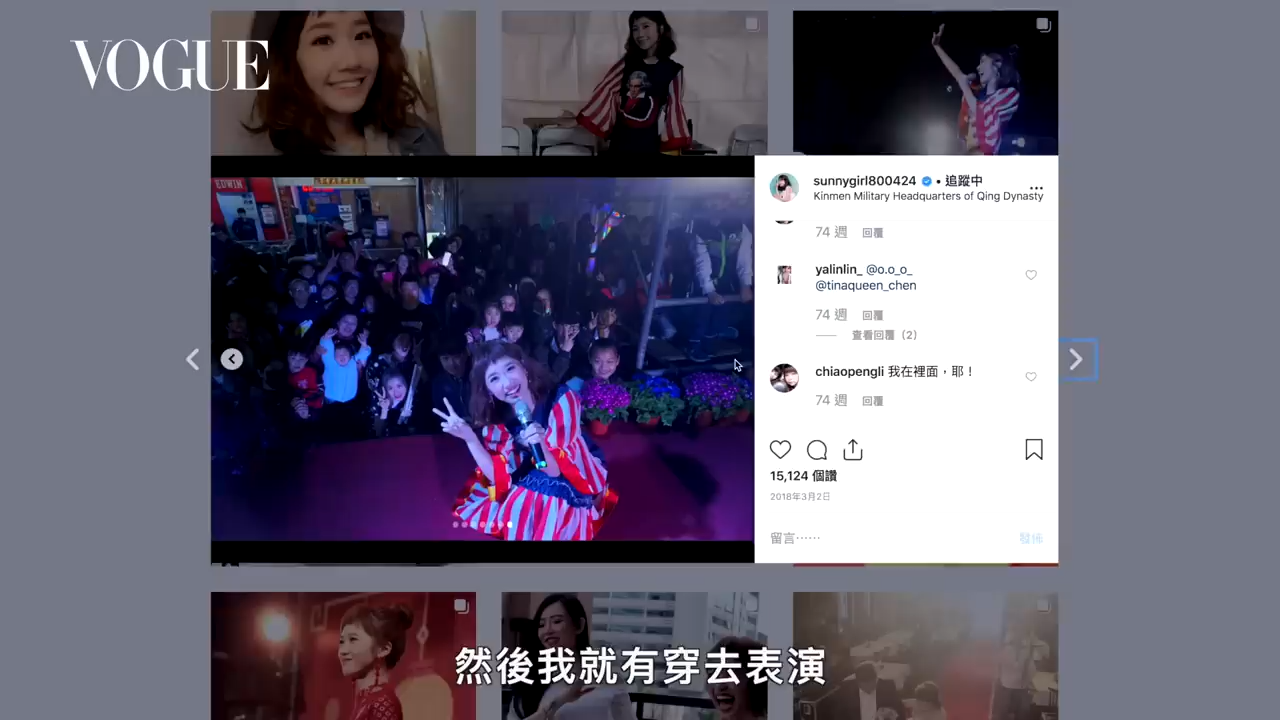 VOGUE
EDWIN
sunnygirl800424 • 追蹤中
Kinmen Military Headquarters of Qing Dynasty
74 週 回覆
yalinlin_ @o.o_o_
@tinaqueen_chen
74 週 回覆
查看回覆（2）
chiaopengli 我在裡面，耶！
74 週 回覆
15,124 個讚
2018年3月2日
留言⋯⋯ 發佈
然後我就有穿去表演